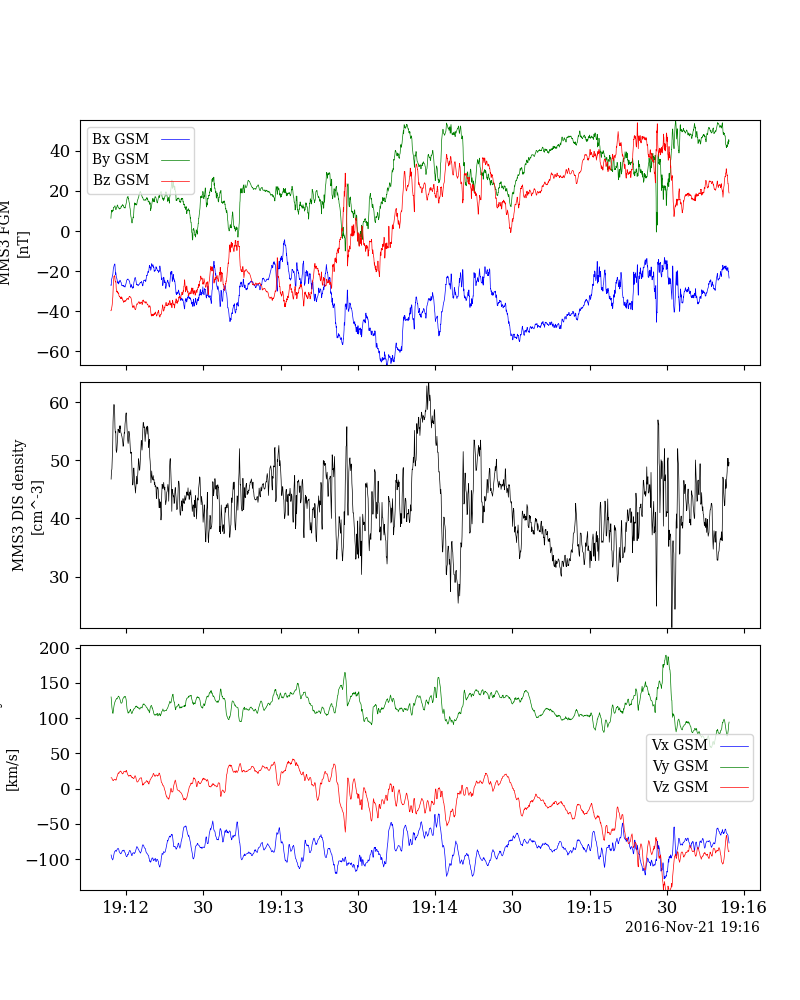 Bx GSM
By GSM
Bz GSM
40
20
0
−20
−40
−60
MMS3 FGM
[nT]
60
50
40
30
MMS3 DIS density
[cm^-3]
200
150
100
50
0
−50
−100
[km/s]
Vx GSM
Vy GSM
Vz GSM
19:12
30
19:13
30
19:14
30
19:15
30
19:16
2016-Nov-21 19:16